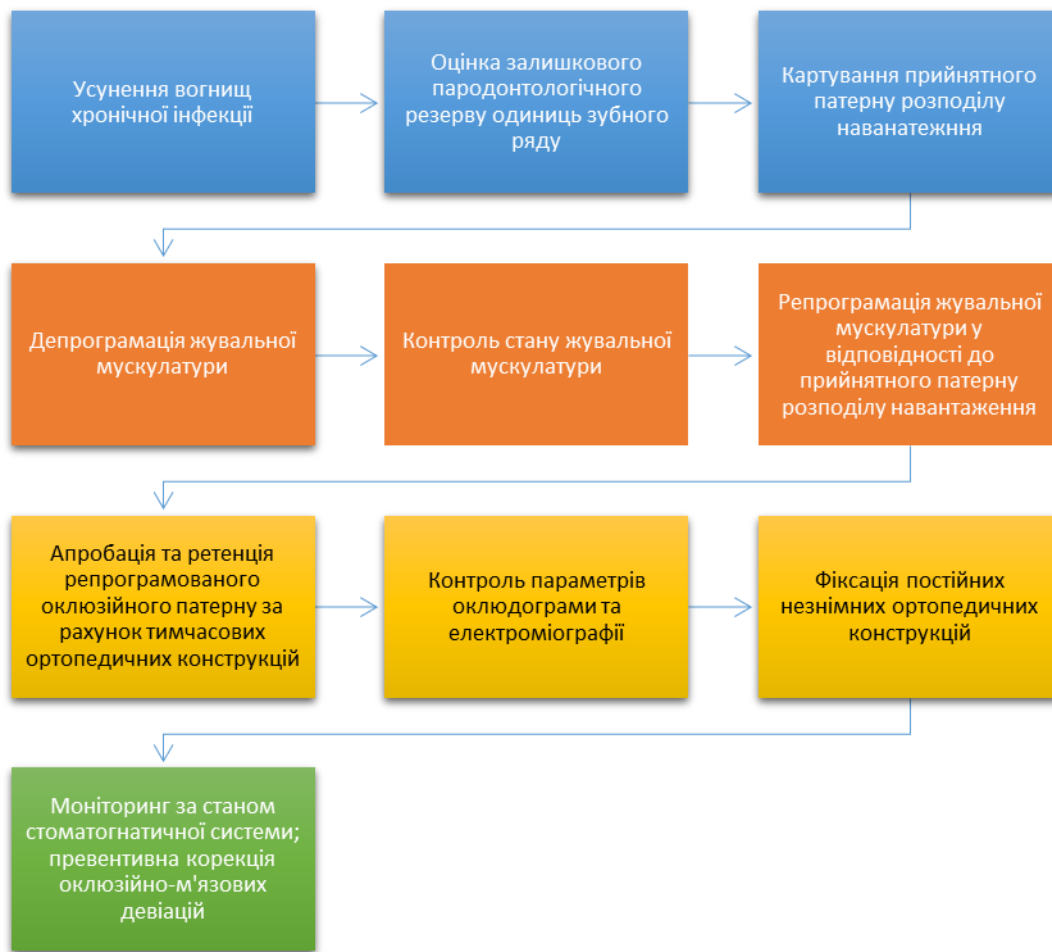 Усунення вогнищ
хронічної інфекції
Оцінка залишкового
пародонтологічного
резерву одиниць зубного
ряду
Картування прийнятного
патерну розподілу
наванатежння
Депрограмація жувальної
мускулатури
Контроль стану жувальної
мускулатури
Репрограмація жувальної
мускулатури у
відповідності до
прийнятного патерну
розподілу навантаження
Апробація та ретенція
репрограмованого
оклюзійного патерну за
рахунок тимчасових
ортопедичних конструкцій
Контроль параметрів
оклюдограми та
електроміографії
Фіксація постійних
незнімних ортопедичних
конструкцій
Моніторинг за станом
стоматогнатичної системи;
превентивна корекція
оклюзійно-м'язових
девіацій